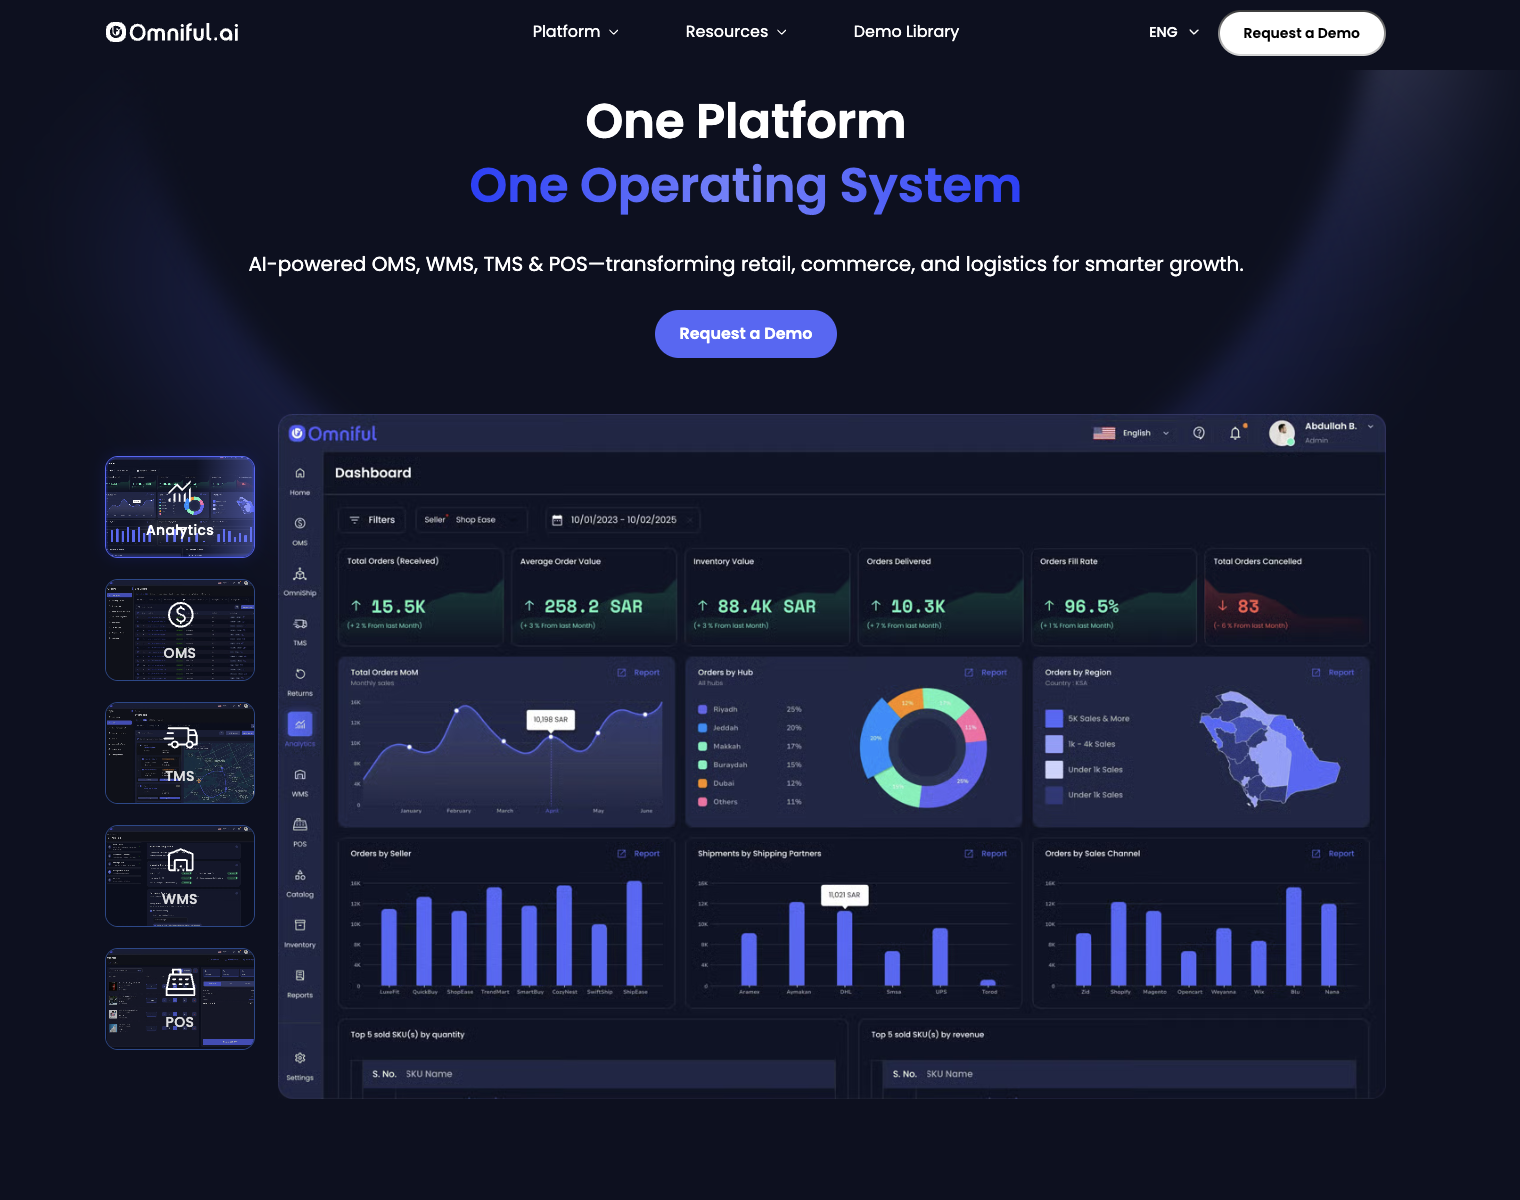 Omniful.ai
Platform
Resources
Demo Library
ENG
Request a Demo
One Platform
One Operating System
AI-powered OMS, WMS, TMS & POS—transforming retail, commerce, and logistics for smarter growth.
Request a Demo
Analytics
OMS
TMS
WMS
POS
Omniful
English
Abdullah B.
Admin
Home
OMS
OmniShip
TMS
Returns
Analytics
WMS
POS
Catalog
Inventory
Reports
Settings
Dashboard
Filters
Seller* Shop Ease
10/01/2023 - 10/02/2025
Total Orders (Received)
↑ 15.5K
(+ 2 % From last Month)
Average Order Value
↑ 258.2 SAR
(+ 3 % From last Month)
Inventory Value
↑ 88.4K SAR
(+ 3 % From last Month)
Orders Delivered
↑ 10.3K
(+ 7 % From last Month)
Orders Fill Rate
↑ 96.5%
(+ 1 % From last Month)
Total Orders Cancelled
↓ 83
(- 6 % From last Month)
Total Orders MoM
Report
Monthly sales
16K
12K
10K
8K
4K
0
10,198 SAR
January February March April May June
Orders by Hub
Report
All hubs
Riyadh 25%
Jeddah 20%
Makkah 17%
Buraydah 15%
Dubai 12%
Others 11%
12%
11%
20%
25%
Orders by Region
Report
Country : KSA
5K Sales & More
1k - 4k Sales
Under 1k Sales
Under 1k Sales
Orders by Seller
Report
16K
12K
10K
8K
4K
0
LuxeFit QuickBuy ShopEase TrendMart SmartBuy CozyNest SwiftShip ShipEase
Shipments by Shipping Partners
Report
16K
12K
10K
8K
4K
0
11,021 SAR
Aramex Aymakan DHL Smsa UPS Torod
Orders by Sales Channel
Report
16K
12K
10K
8K
4K
0
Zid Shopify Magento Opencart Weyanna Wix Blu Nana
Top 5 sold SKU(s) by quantity
S. No. SKU Name
Top 5 sold SKU(s) by revenue
S. No. SKU Name